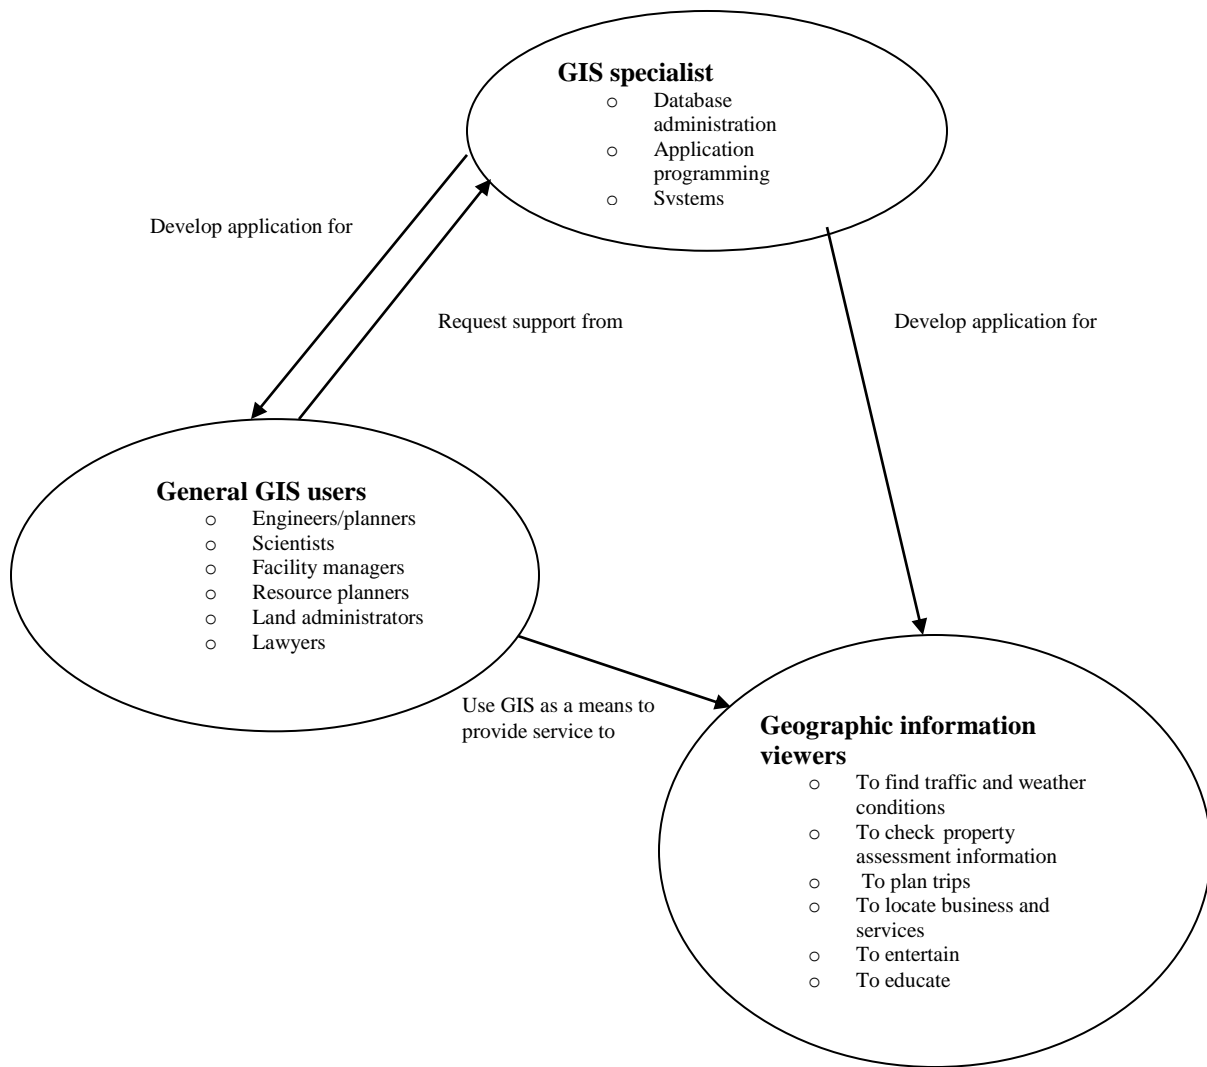 GIS specialist
o Database
administration
o Application
programming
o Systems
Develop application for
Request support from
Develop application for
General GIS users
o Engineers/planners
o Scientists
o Facility managers
o Resource planners
o Land administrators
o Lawyers
Use GIS as a means to
provide service to
Geographic information
viewers
o To find traffic and weather
conditions
o To check property
assessment information
o To plan trips
o To locate business and
services
o To entertain
o To educate